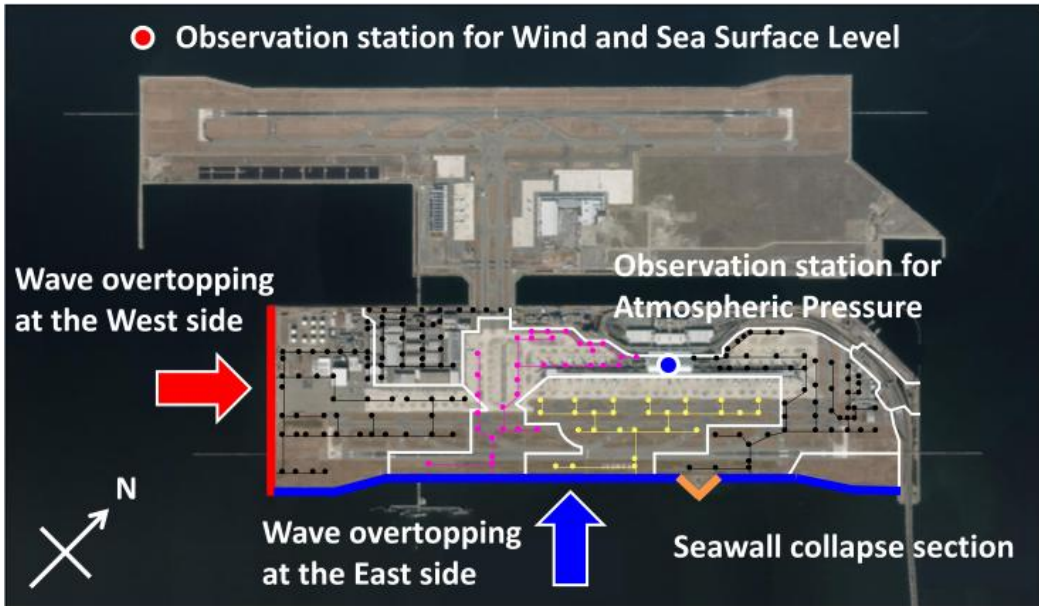 Observation station for Wind and Sea Surface Level
Wave overtopping
at the West side
Observation station for
Atmospheric Pressure
N
Wave overtopping
at the East side
Seawall collapse section